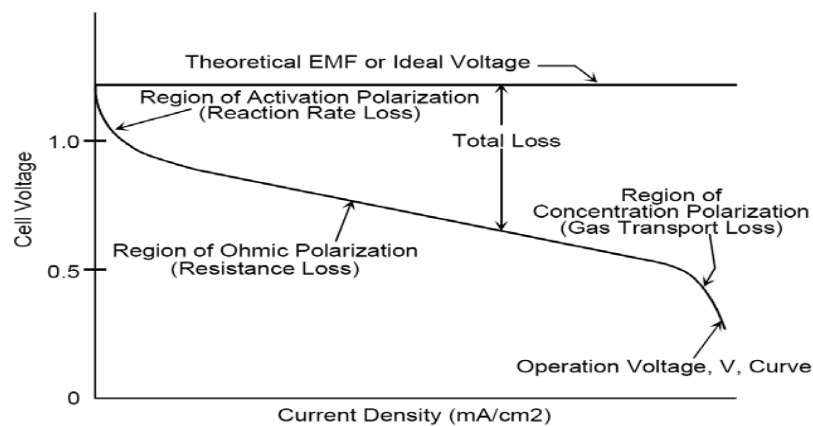 Theoretical EMF or Ideal Voltage
Region of Activation Polarization
(Reaction Rate Loss)
1.0
Total Loss
Cell Voltage
Region of
Concentration Polarization
(Gas Transport Loss)
Region of Ohmic Polarization
(Resistance Loss)
0.5
Operation Voltage, V, Curve
0
Current Density (mA/cm2)